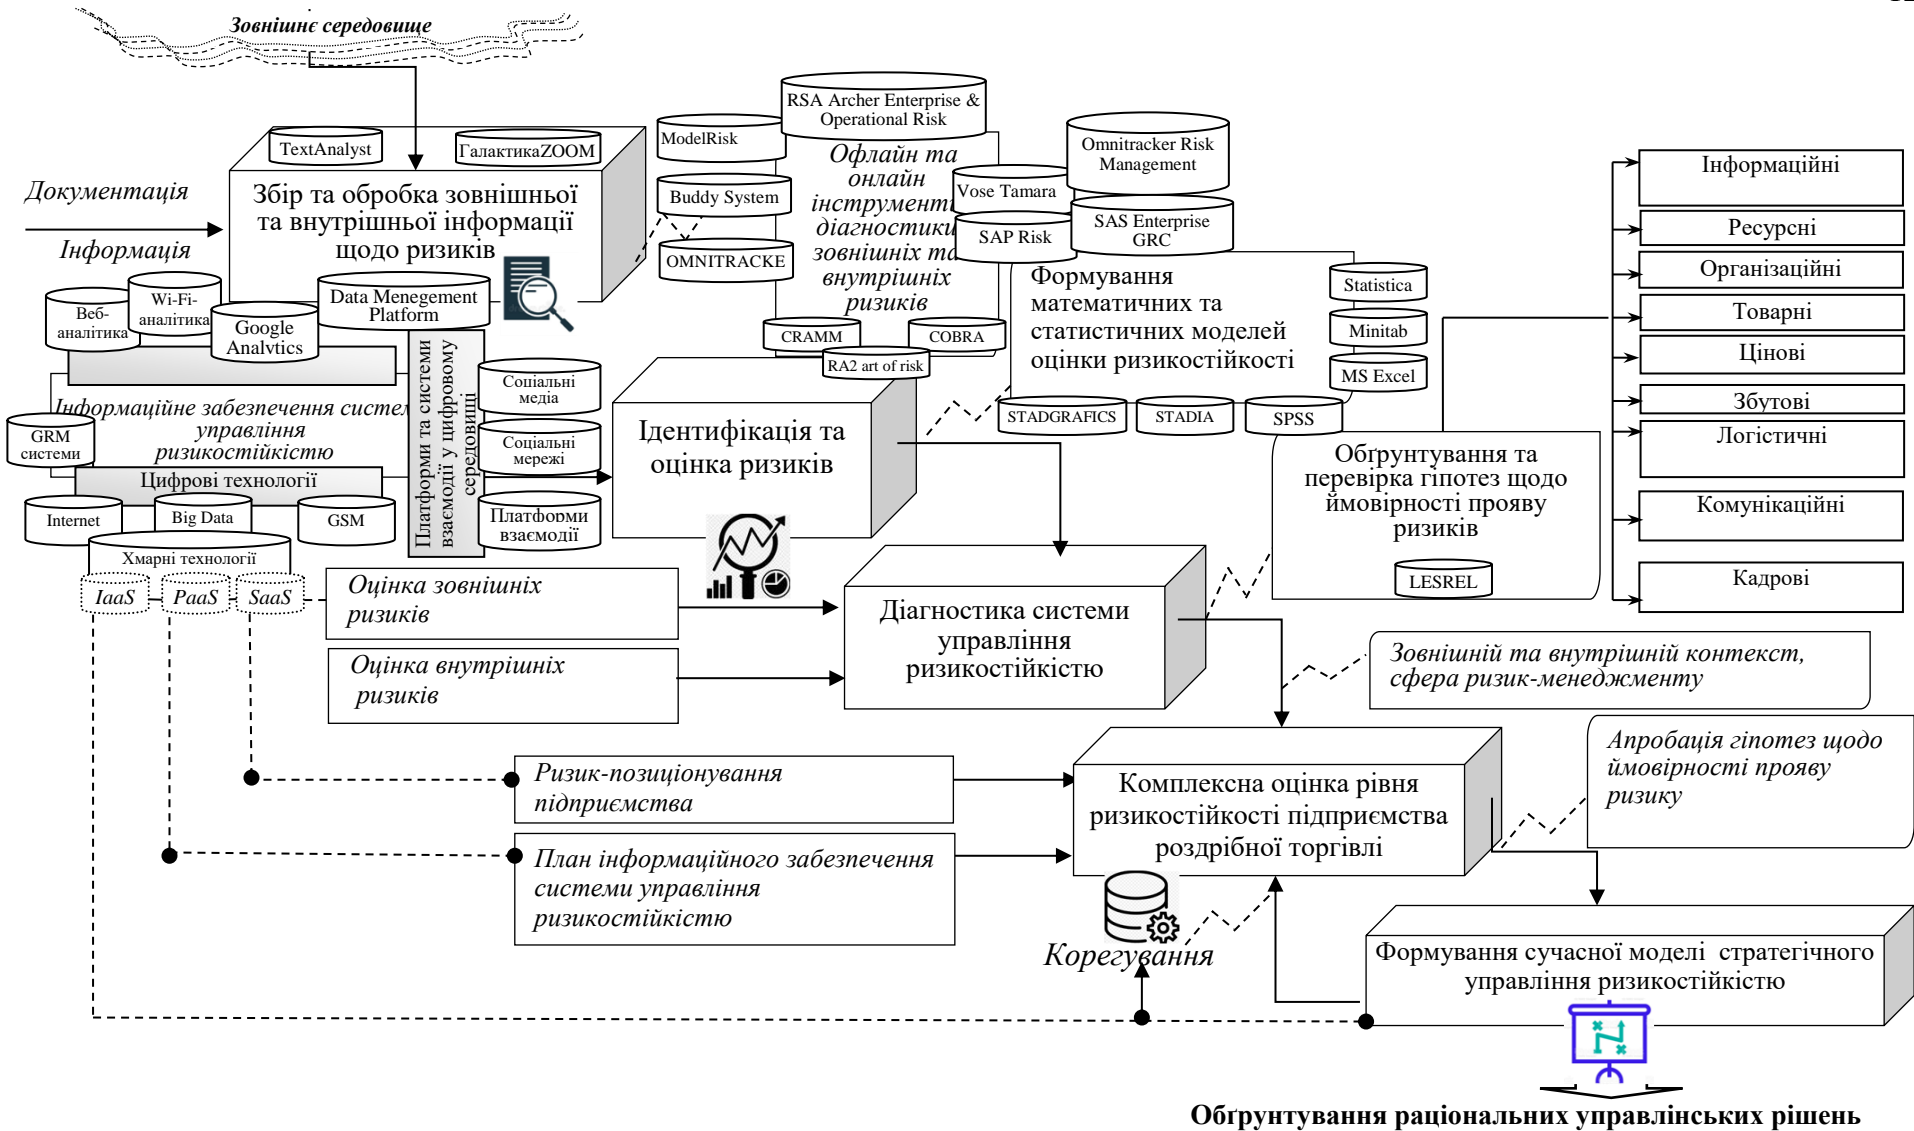 Зовнішнє середовище
TextAnalyst
ГалактикаZOOM
Збір та обробка зовнішньої
та внутрішньої інформації
щодо ризиків
Документація
Інформація
Веб-
аналітика
Wi-Fi-
аналітика
Google
Analytics
Data Menegement
Platform
Інформаційне забезпечення систем
управління
ризикостійкістю
GRM
системи
Цифрові технології
Internet
Big Data
GSM
Хмарні технології
IaaS
PaaS
SaaS
Платформи та системи
взаємодії у цифровому
середовищі
Соціальні
медіа
Соціальні
мережі
Платформи
взаємодії
ModelRisk
Buddy System
OMNITRACKE
RSA Archer Enterprise &
Operational Risk
Офлайн та
онлайн
інструменти
діагностики
зовнішніх та
внутрішніх
ризиків
CRAMM
COBRA
RA2 art of risk
Vose Tamara
SAP Risk
Omnitracker Risk
Management
SAS Enterprise
GRC
Формування
математичних та
статистичних моделей
оцінки ризикостійкості
Statistica
Minitab
MS Excel
STADGRAFICS
STADIA
SPSS
Ідентифікація та
оцінка ризиків
Обґрунтування та
перевірка гіпотез щодо
ймовірності прояву
ризиків
LESREL
Інформаційні
Ресурсні
Організаційні
Товарні
Цінові
Збутові
Логістичні
Комунікаційні
Кадрові
Оцінка зовнішніх
ризиків
Оцінка внутрішніх
ризиків
Діагностика системи
управління
ризикостійкістю
Зовнішній та внутрішній контекст,
сфера ризик-менеджменту
Ризик-позиціонування
підприємства
План інформаційного забезпечення
системи управління
ризикостійкістю
Комплексна оцінка рівня
ризикостійкості підприємства
роздрібної торгівлі
Апробація гіпотез щодо
ймовірності прояву
ризику
Корегування
Формування сучасної моделі стратегічного
управління ризикостійкістю
Обґрунтування раціональних управлінських рішень